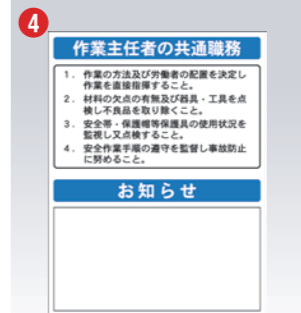 4
作業主任者の共通職務
1. 作業の方法及び労働者の配置を決定し
作業を直接指揮すること。
2. 材料の欠点の有無及び器具・工具を点
検し不良品を取り除くこと。
3. 安全帯・保護帽等保護具の使用状況を
監視し又点検すること。
4. 安全作業手順の遵守を監督し事故防止
に努めること。
お知らせ